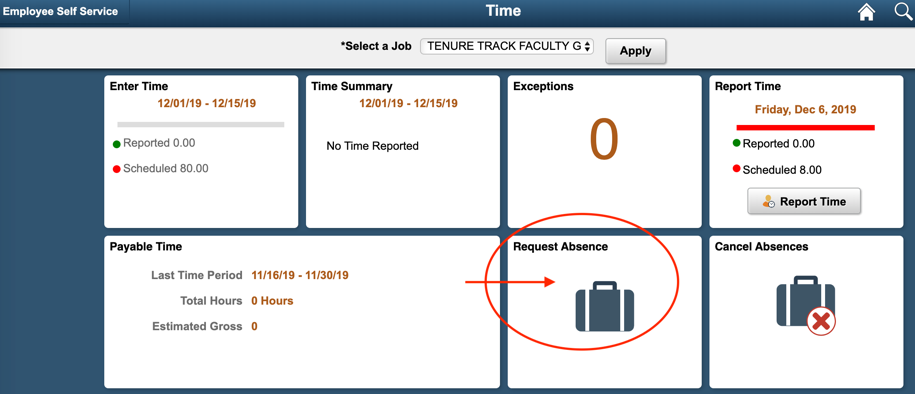 Employee Self Service
Time
*Select a Job TENURE TRACK FACULTY G
Apply
Enter Time
12/01/19 - 12/15/19
Reported 0.00
Scheduled 80.00
Time Summary
12/01/19 - 12/15/19
No Time Reported
Exceptions
0
Report Time
Friday, Dec 6, 2019
Reported 0.00
Scheduled 8.00
Report Time
Payable Time
Last Time Period 11/16/19 - 11/30/19
Total Hours 0 Hours
Estimated Gross 0
Request Absence
Cancel Absences